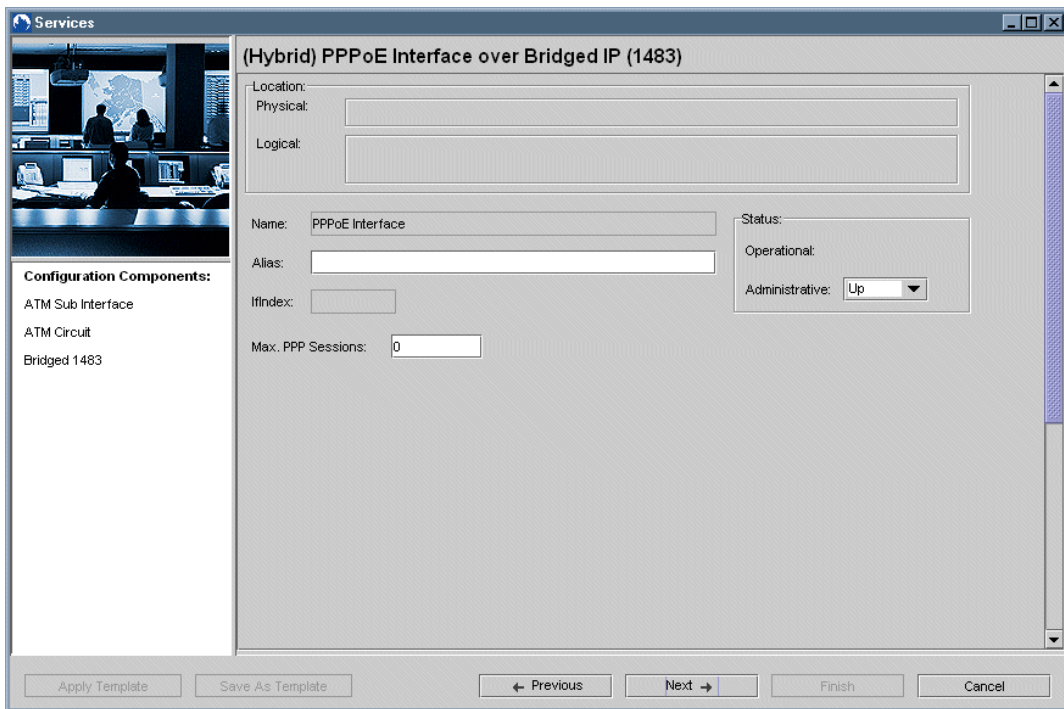 Services
(Hybrid) PPPoE Interface over Bridged IP (1483)
Location:
Physical:
Logical:
Name: PPPoE Interface
Status:
Operational:
Alias:
Administrative: Up
IfIndex:
Max. PPP Sessions: 0
Configuration Components:
ATM Sub Interface
ATM Circuit
Bridged 1483
Apply Template Save As Template Previous Next Finish Cancel